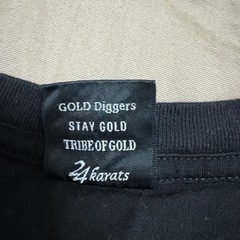 GOLD Diggers
STAY GOLD
TRIBE OF GOLD
24karats